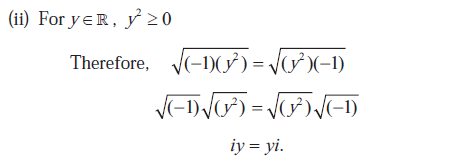 (ii) For y ∈ ℝ, y² ≥ 0
Therefore, √(-1)(y²) = √(y²)(-1)
√(-1) √(y²) = √(y²) √(-1)
iy = yi.